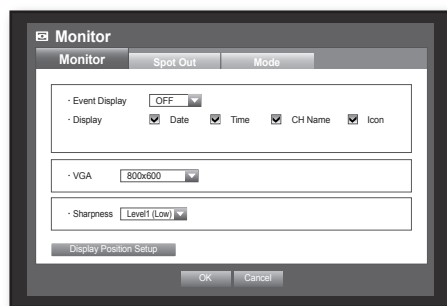 Monitor
Monitor Spot Out Mode
· Event Display OFF
· Display Date Time CH Name Icon
· VGA 800x600
· Sharpness Level1 (Low)
Display Position Setup
OK Cancel